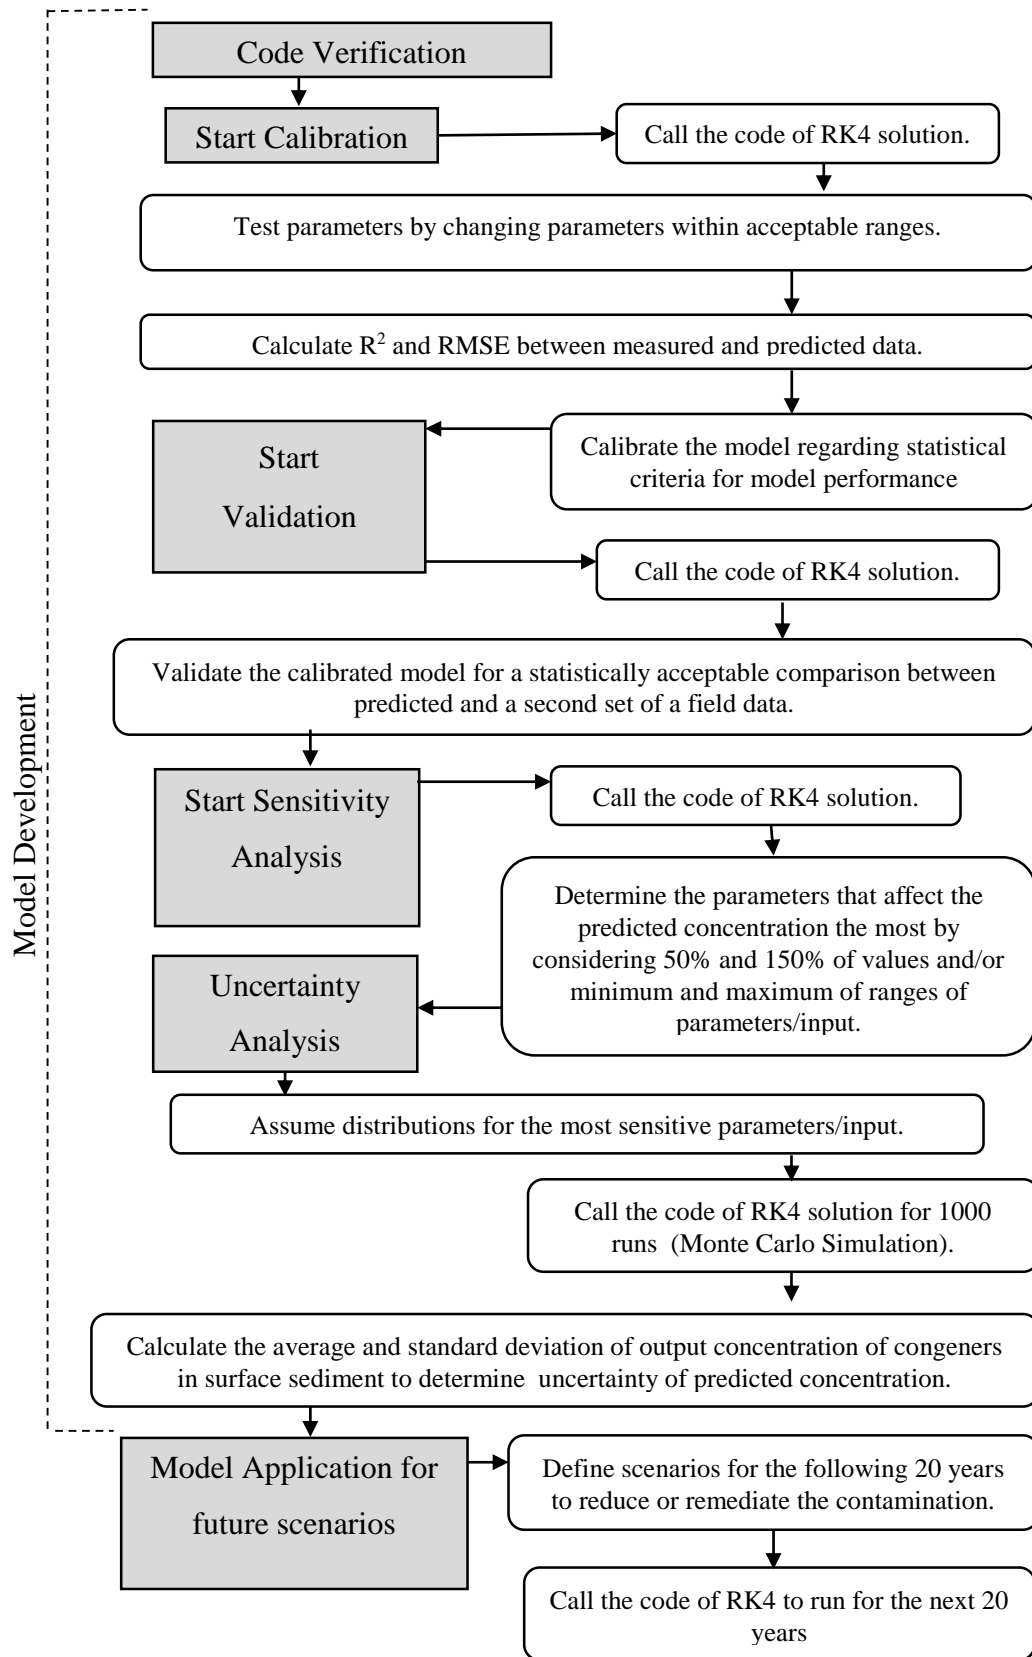 Code Verification
Start Calibration
Call the code of RK4 solution.
Test parameters by changing parameters within acceptable ranges.
Calculate R² and RMSE between measured and predicted data.
Calibrate the model regarding statistical
criteria for model performance
Start
Validation
Call the code of RK4 solution.
Validate the calibrated model for a statistically acceptable comparison between
predicted and a second set of a field data.
Start Sensitivity
Analysis
Call the code of RK4 solution.
Determine the parameters that affect the
predicted concentration the most by
considering 50% and 150% of values and/or
minimum and maximum of ranges of
parameters/input.
Uncertainty
Analysis
Assume distributions for the most sensitive parameters/input.
Call the code of RK4 solution for 1000
runs (Monte Carlo Simulation).
Calculate the average and standard deviation of output concentration of congeners
in surface sediment to determine uncertainty of predicted concentration.
Model Development
Model Application for
future scenarios
Define scenarios for the following 20 years
to reduce or remediate the contamination.
Call the code of RK4 to run for the next 20
years